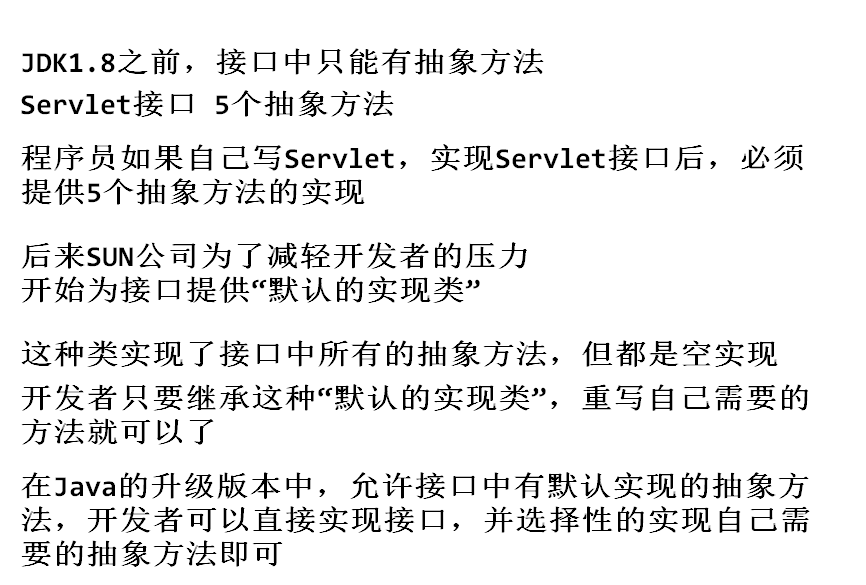 JDK1.8之前，接口中只能有抽象方法
Servlet接口 5个抽象方法
程序员如果自己写Servlet，实现Servlet接口后，必须
提供5个抽象方法的实现
后来SUN公司为了减轻开发者的压力
开始为接口提供“默认的实现类”
这种类实现了接口中所有的抽象方法，但都是空实现
开发者只要继承这种“默认的实现类”，重写自己需要的
方法就可以了
在Java的升级版本中，允许接口中有默认实现的抽象方
法，开发者可以直接实现接口，并选择性的实现自己需
要的抽象方法即可